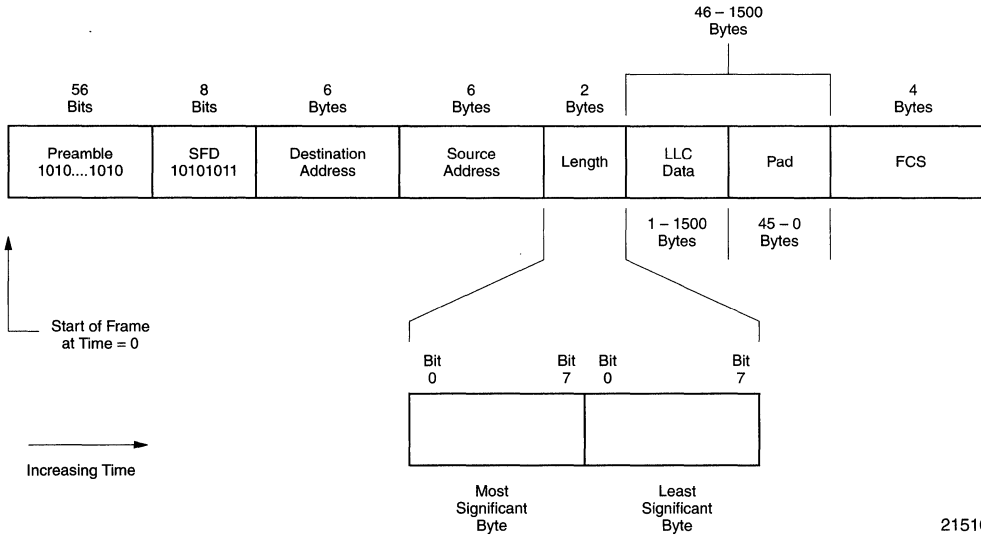 46 – 1500
Bytes
56
Bits
8
Bits
6
Bytes
6
Bytes
2
Bytes
4
Bytes
Preamble
1010....1010
SFD
10101011
Destination
Address
Source
Address
Length
LLC
Data
Pad
FCS
1 – 1500
Bytes
45 – 0
Bytes
Start of Frame
at Time = 0
Bit
0
Bit
7
Bit
0
Bit
7
Increasing Time
Most
Significant
Byte
Least
Significant
Byte